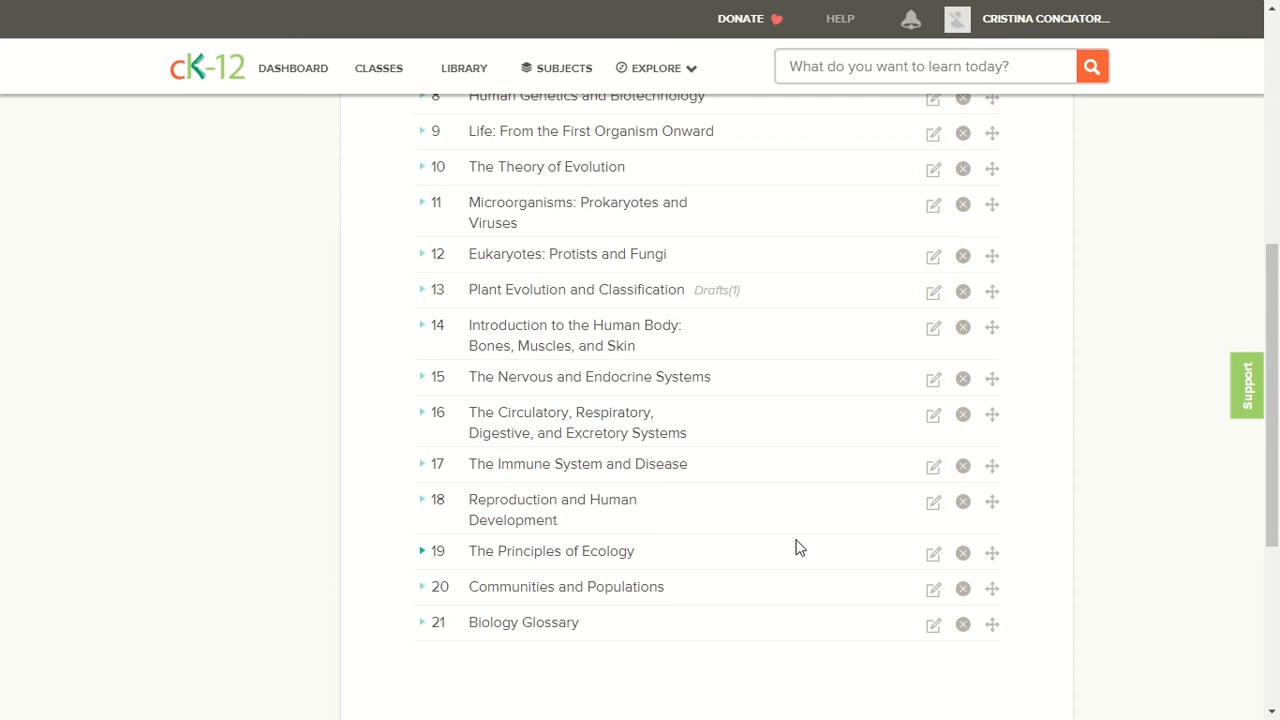 DONATE HELP CRISTINA CONCIATOR...
cK-12 DASHBOARD CLASSES LIBRARY SUBJECTS EXPLORE What do you want to learn today?
8 Human Genetics and Biotechnology
9 Life: From the First Organism Onward
10 The Theory of Evolution
11 Microorganisms: Prokaryotes and
Viruses
12 Eukaryotes: Protists and Fungi
13 Plant Evolution and Classification Drafts(1)
14 Introduction to the Human Body:
Bones, Muscles, and Skin
15 The Nervous and Endocrine Systems
16 The Circulatory, Respiratory,
Digestive, and Excretory Systems
17 The Immune System and Disease
18 Reproduction and Human
Development
19 The Principles of Ecology
20 Communities and Populations
21 Biology Glossary
Support